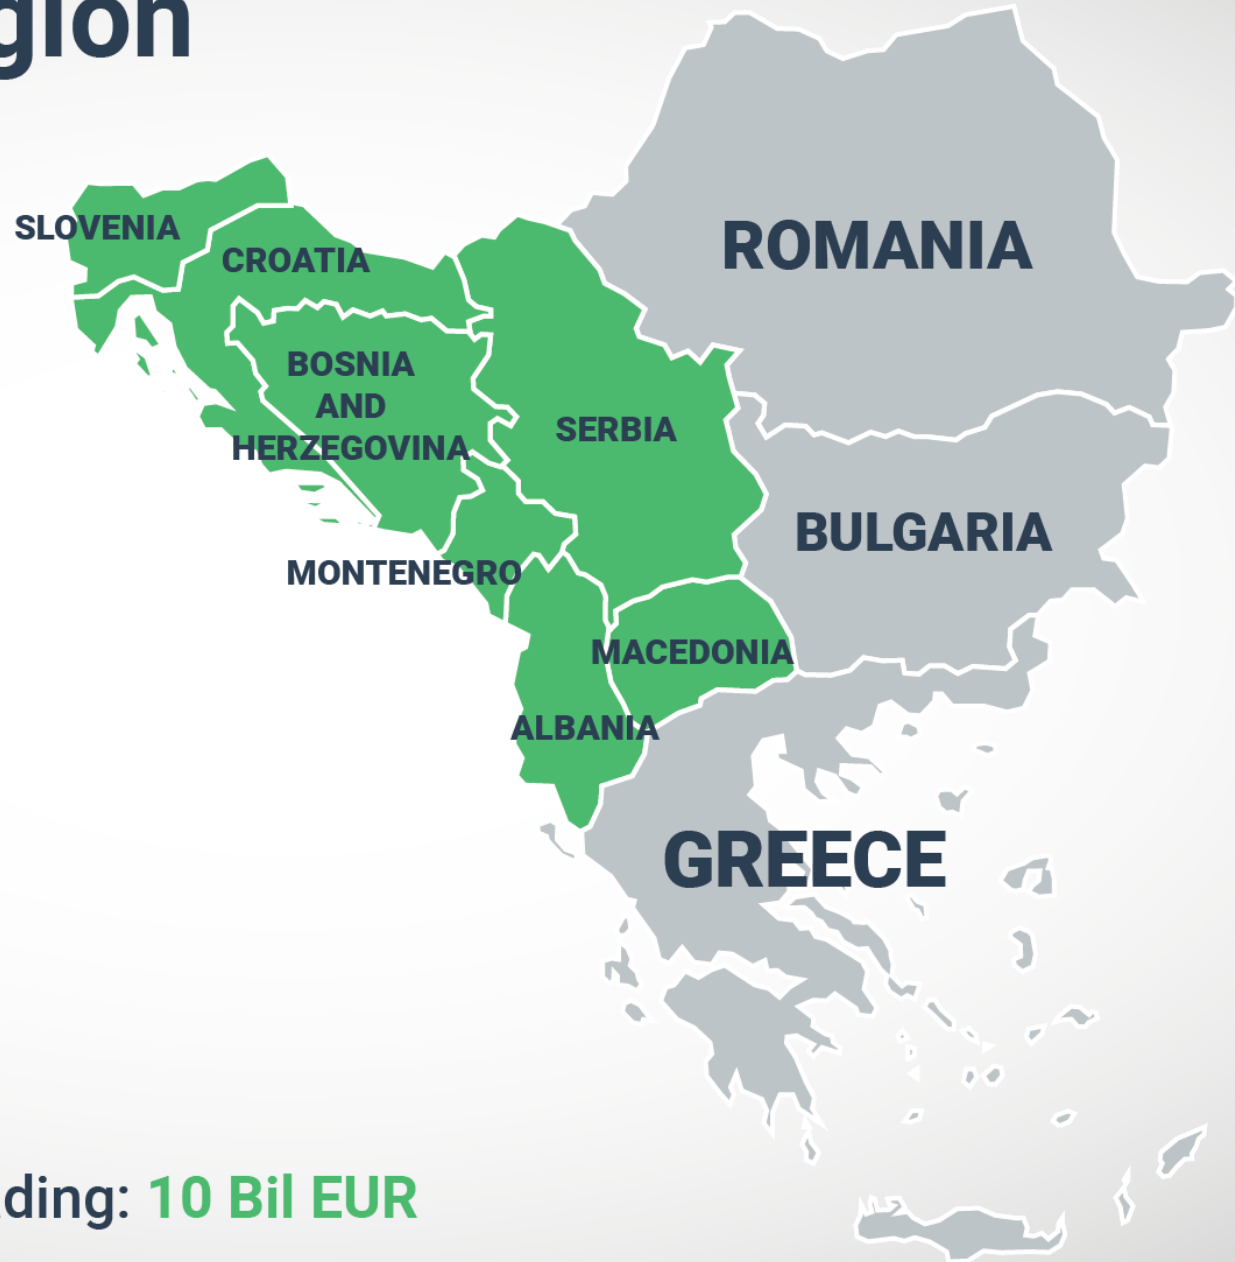 gion
ROMANIA
SLOVENIA
CROATIA
BOSNIA
AND
HERZEGOVINA
SERBIA
BULGARIA
MONTENEGRO
MACEDONIA
ALBANIA
GREECE
ding: 10 Bil EUR